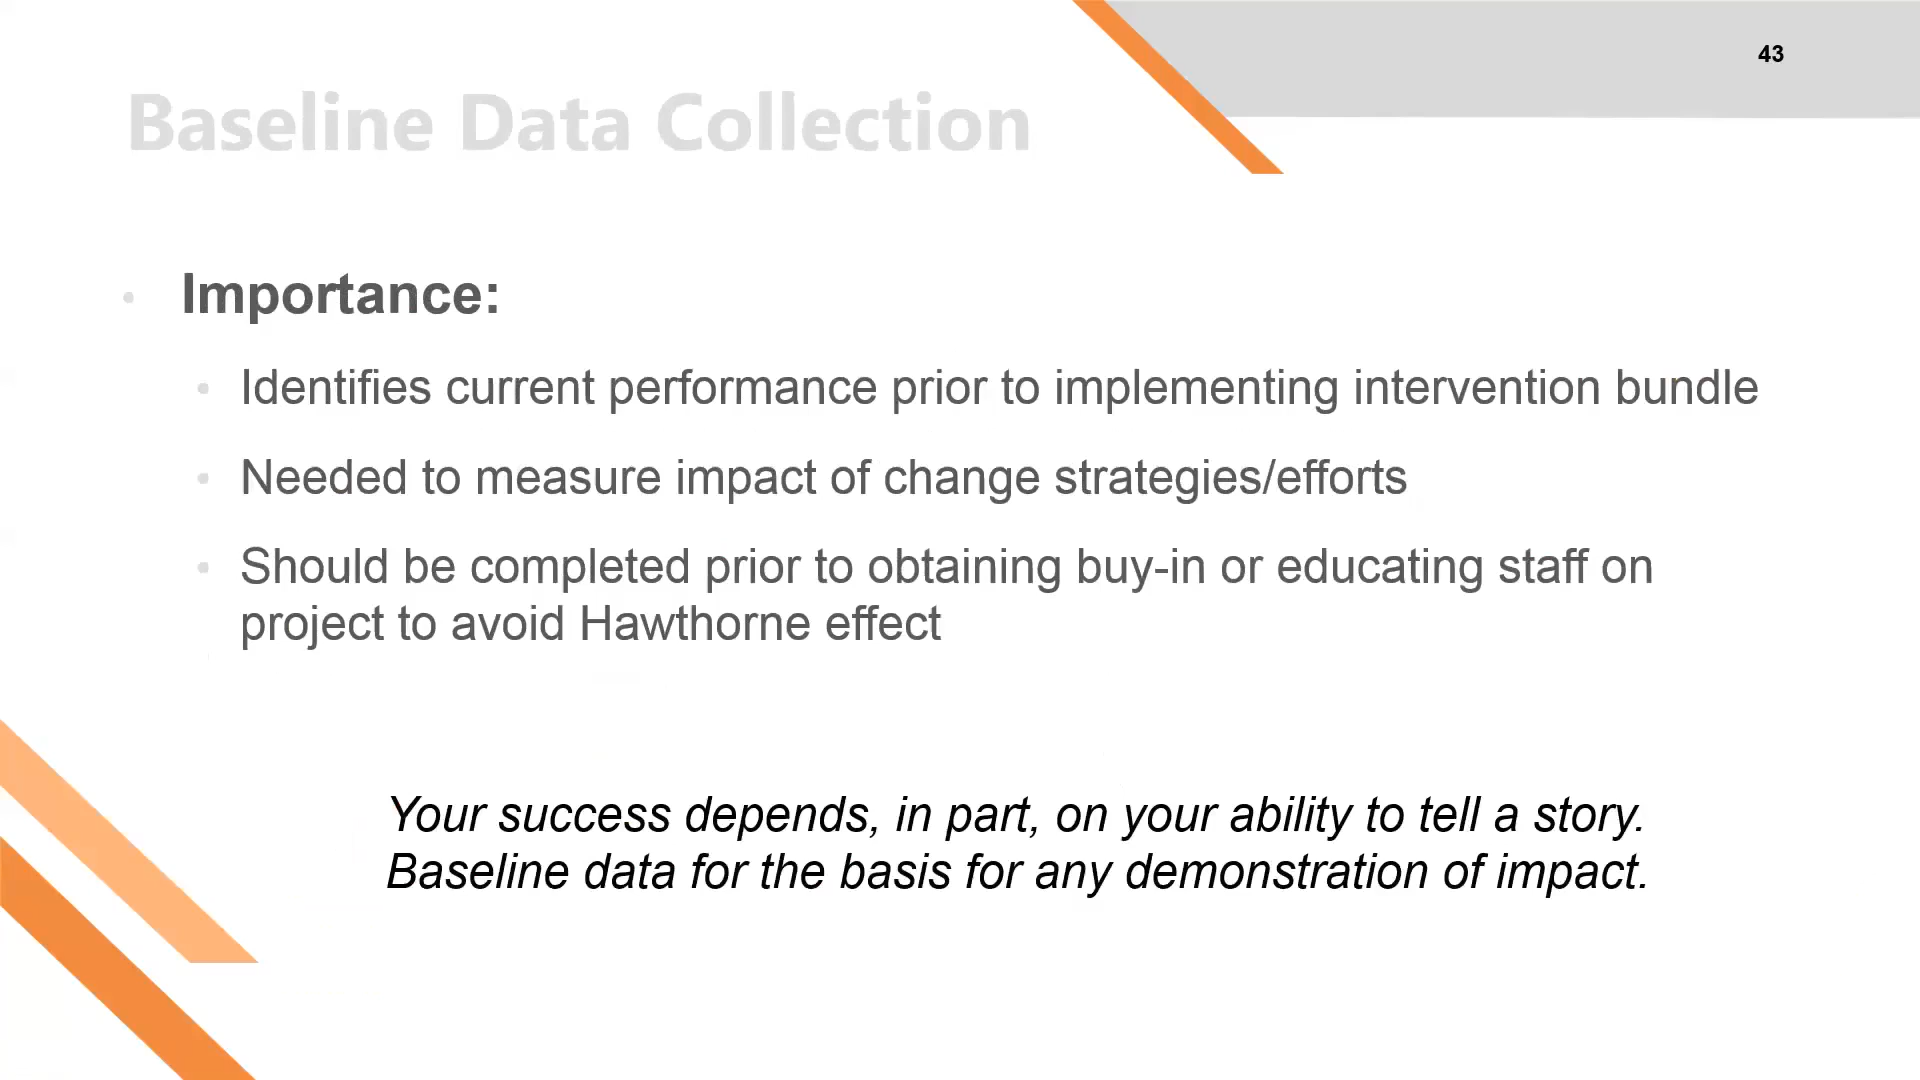 43
Baseline Data Collection
• Importance:
• Identifies current performance prior to implementing intervention bundle
• Needed to measure impact of change strategies/efforts
• Should be completed prior to obtaining buy-in or educating staff on
project to avoid Hawthorne effect
Your success depends, in part, on your ability to tell a story.
Baseline data for the basis for any demonstration of impact.